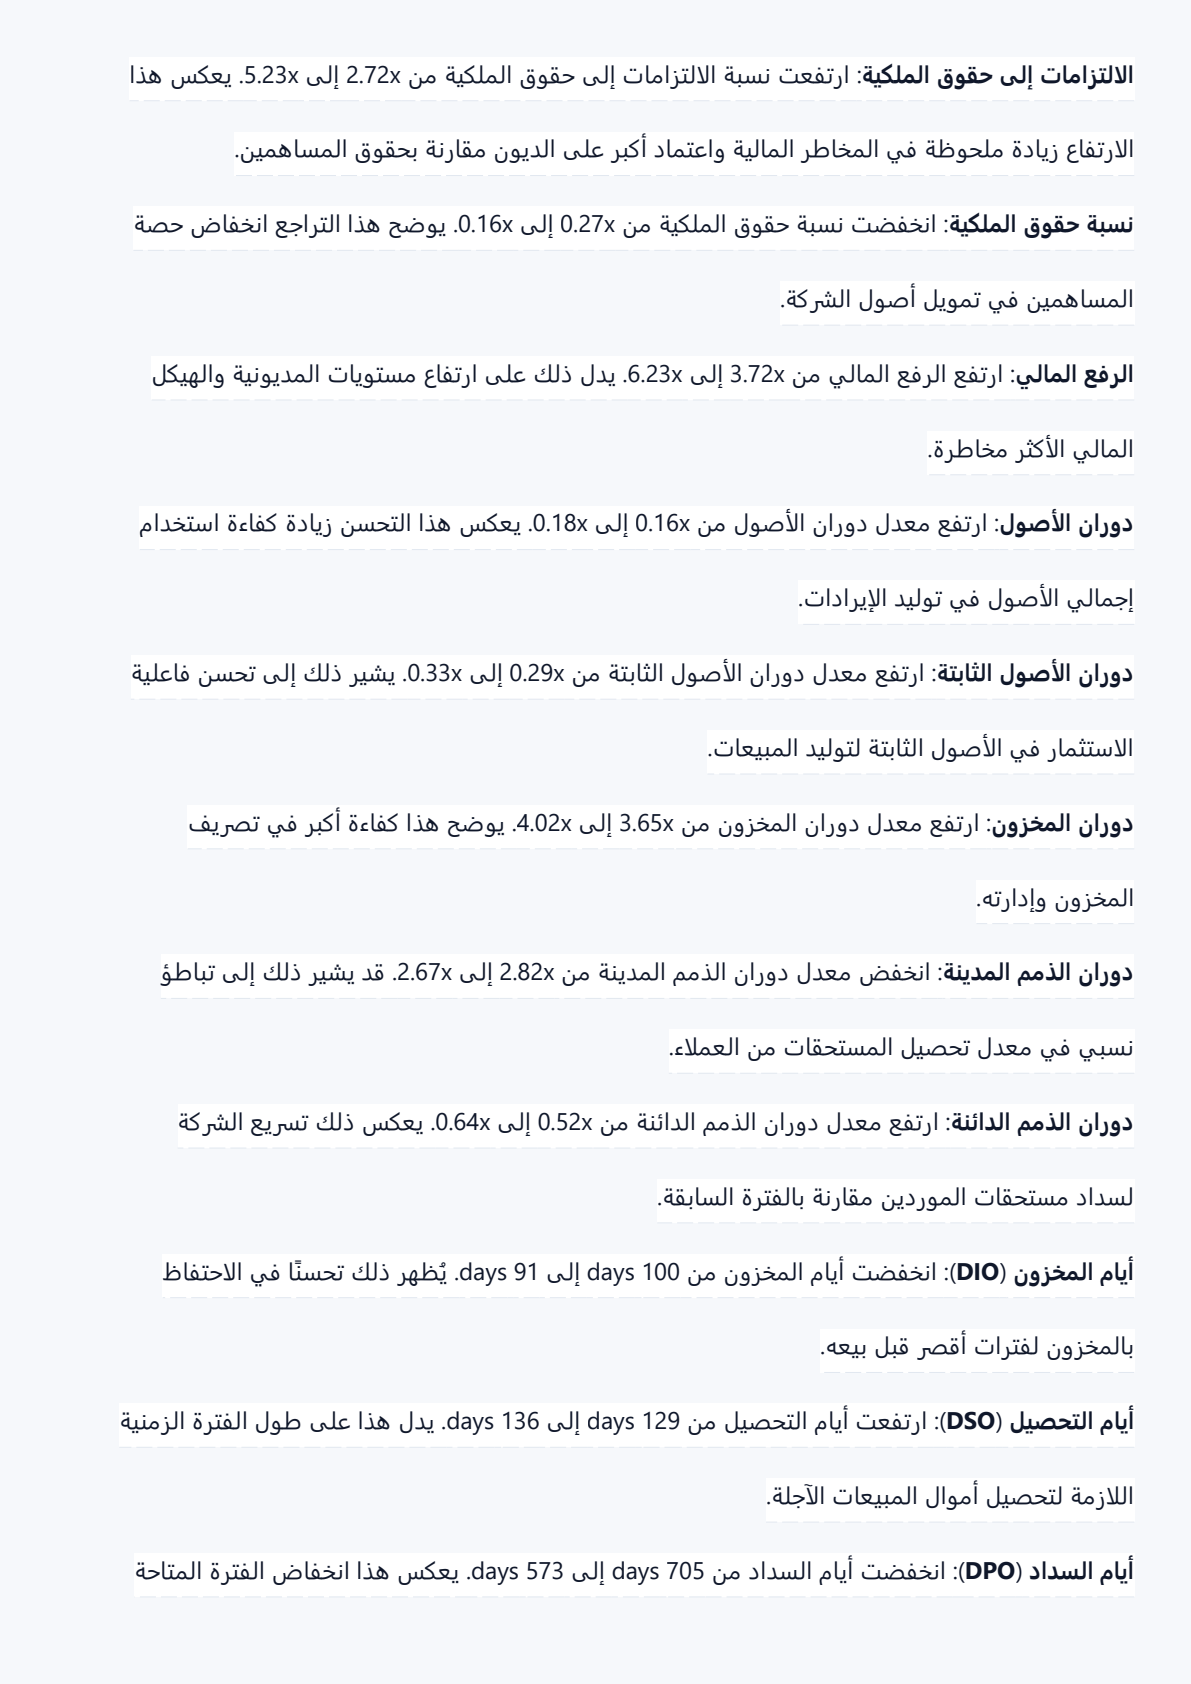 الالتزامات إلى حقوق الملكية: ارتفعت نسبة الالتزامات إلى حقوق الملكية من 2.72x إلى 5.23x. يعكس هذا
الارتفاع زيادة ملحوظة في المخاطر المالية واعتماد أكبر على الديون مقارنة بحقوق المساهمين.
نسبة حقوق الملكية: انخفضت نسبة حقوق الملكية من 0.27x إلى 0.16x. يوضح هذا التراجع انخفاض حصة
المساهمين في تمويل أصول الشركة.
الرفع المالي: ارتفع الرفع المالي من 3.72x إلى 6.23x. يدل ذلك على ارتفاع مستويات المديونية والهيكل
المالي الأكثر مخاطرة.
دوران الأصول: ارتفع معدل دوران الأصول من 0.16x إلى 0.18x. يعكس هذا التحسن زيادة كفاءة استخدام
إجمالي الأصول في توليد الإيرادات.
دوران الأصول الثابتة: ارتفع معدل دوران الأصول الثابتة من 0.29x إلى 0.33x. يشير ذلك إلى تحسن فاعلية
الاستثمار في الأصول الثابتة لتوليد المبيعات.
دوران المخزون: ارتفع معدل دوران المخزون من 3.65x إلى 4.02x. يوضح هذا كفاءة أكبر في تصريف
المخزون وإدارته.
دوران الذمم المدينة: انخفض معدل دوران الذمم المدينة من 2.82x إلى 2.67x. قد يشير ذلك إلى تباطؤ
نسبي في معدل تحصيل المستحقات من العملاء.
دوران الذمم الدائنة: ارتفع معدل دوران الذمم الدائنة من 0.52x إلى 0.64x. يعكس ذلك تسريع الشركة
لسداد مستحقات الموردين مقارنة بالفترة السابقة.
أيام المخزون (DIO): انخفضت أيام المخزون من 100 days إلى 91 days. يُظهر ذلك تحسنًا في الاحتفاظ
بالمخزون لفترات أقصر قبل بيعه.
أيام التحصيل (DSO): ارتفعت أيام التحصيل من 129 days إلى 136 days. يدل هذا على طول الفترة الزمنية
اللازمة لتحصيل أموال المبيعات الآجلة.
أيام السداد (DPO): انخفضت أيام السداد من 705 days إلى 573 days. يعكس هذا انخفاض الفترة المتاحة